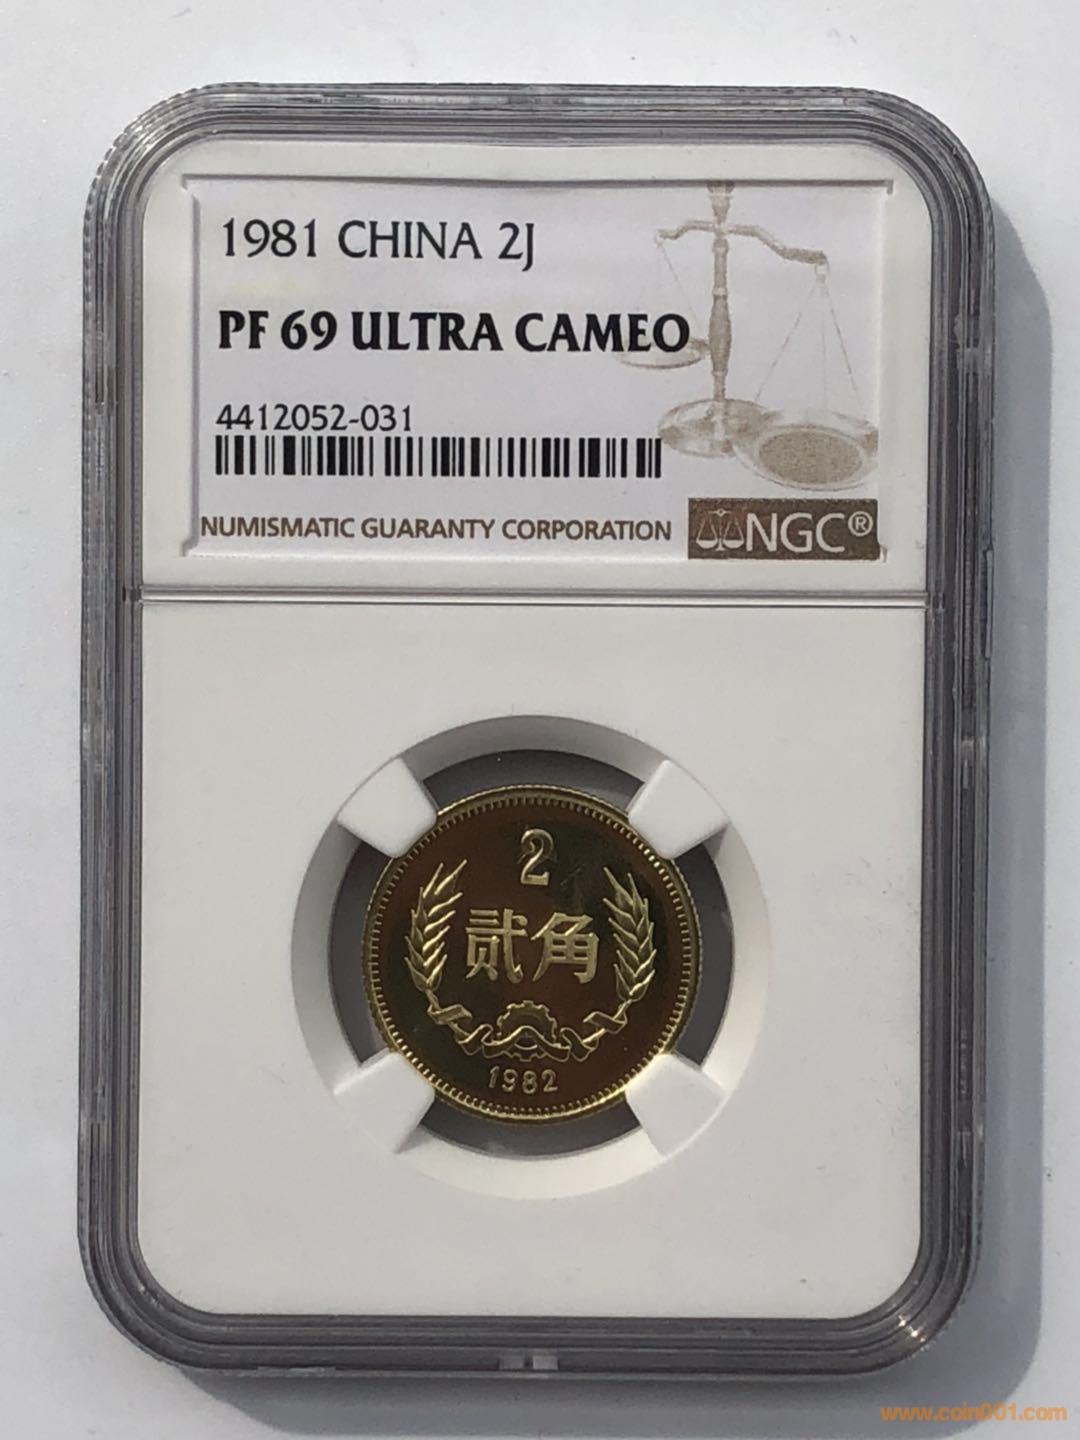 1981 CHINA 2J
PF 69 ULTRA CAMEO
4412052-031
NUMISMATIC GUARANTY CORPORATION
NGC®
2
贰角
1982
www.coin001.com